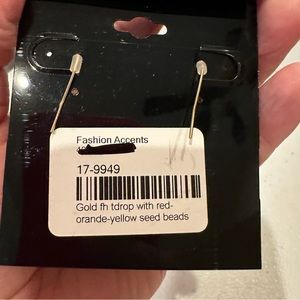 Fashion Accents
17-9949
Gold fh tdrop with red-
orande-yellow seed beads